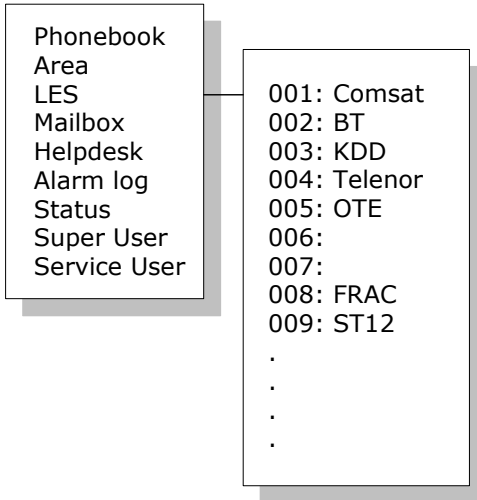 Phonebook
Area
LES
Mailbox
Helpdesk
Alarm log
Status
Super User
Service User
001: Comsat
002: BT
003: KDD
004: Telenor
005: OTE
006:
007:
008: FRAC
009: ST12
.
.
.
.